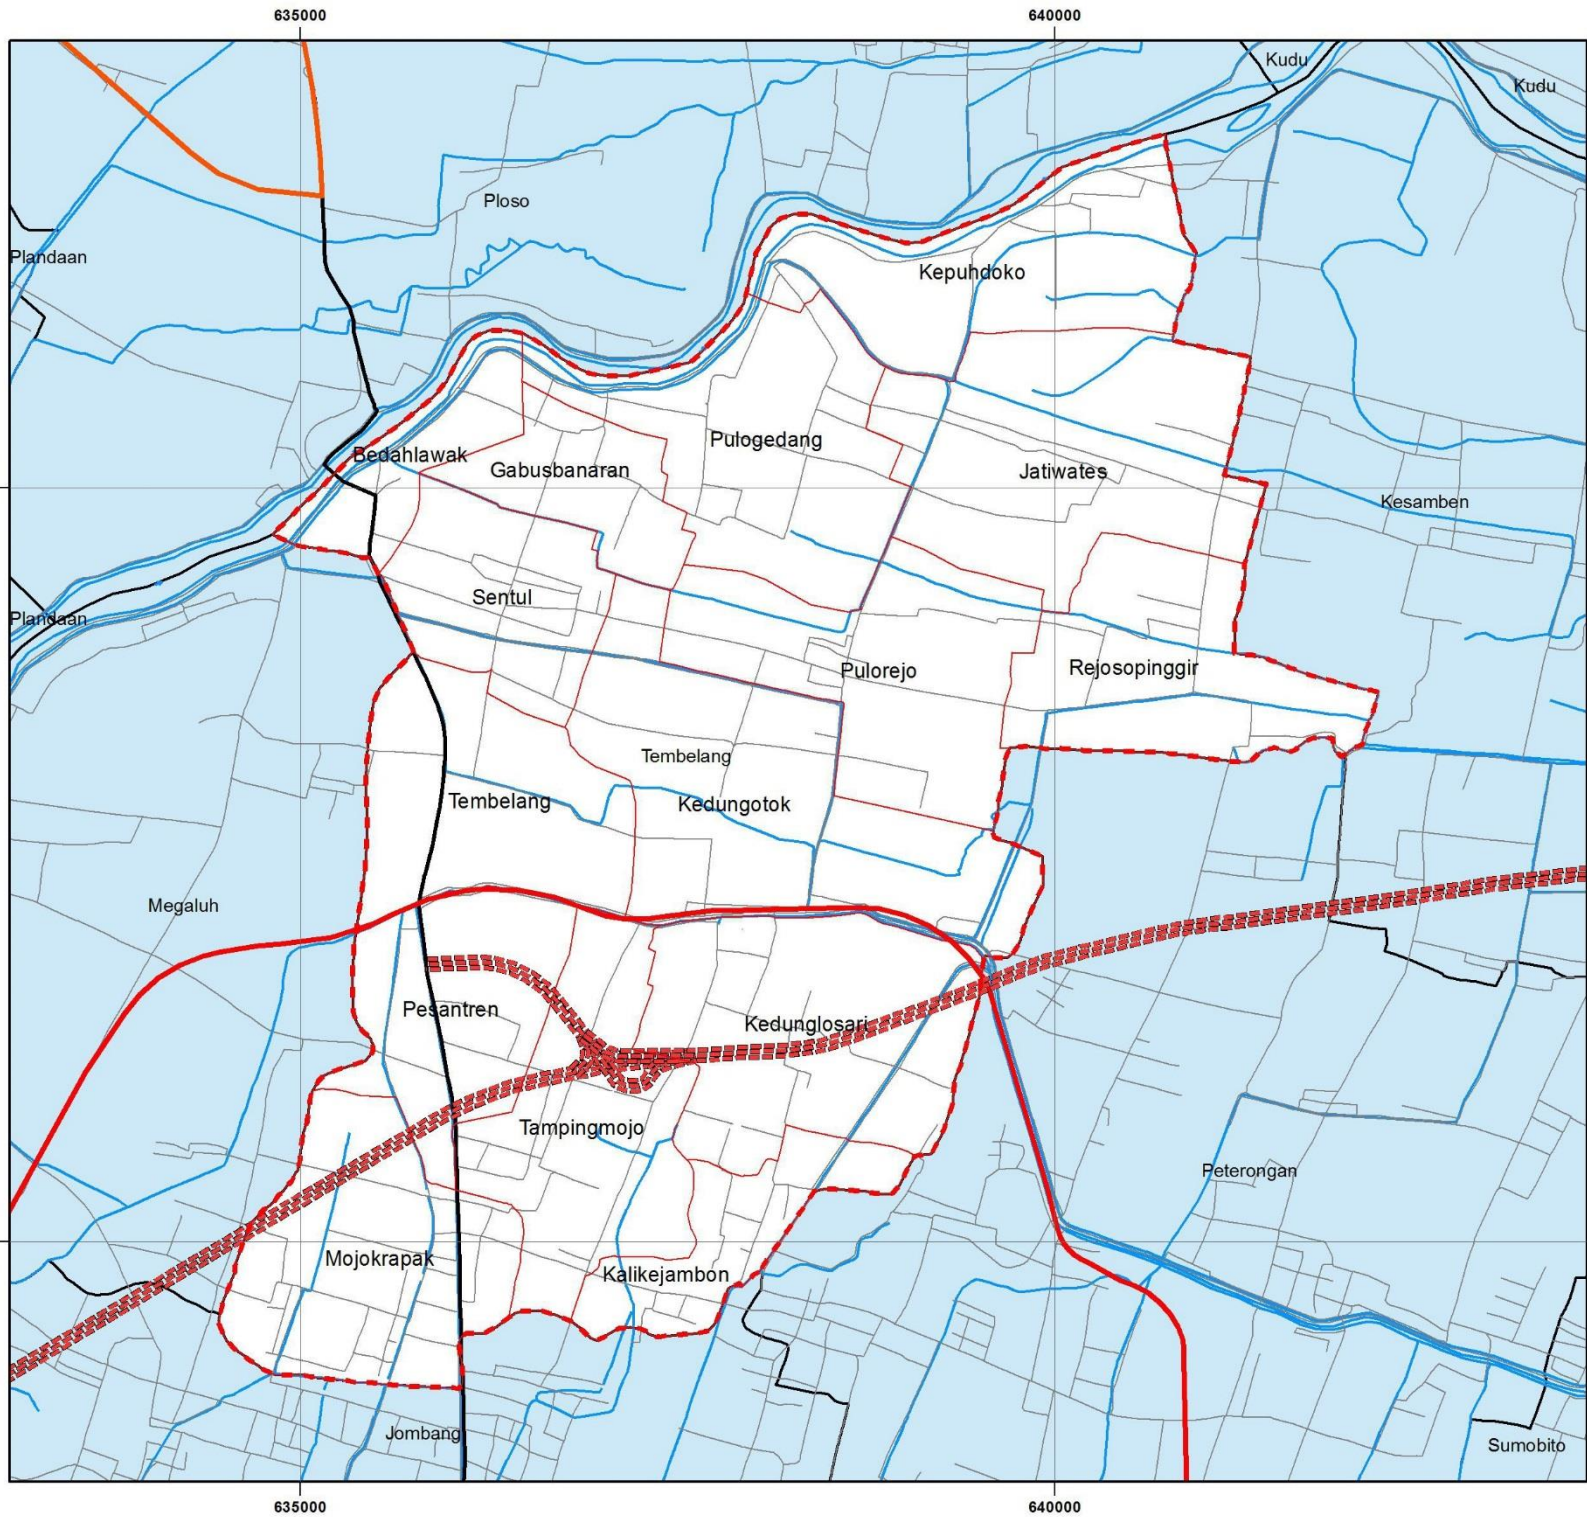 635000
640000
Kudu
Kudu
Ploso
Plandaan
Kepuhdoko
Pulogedang
Bedahlawak
Gabusbanaran
Jatiwates
Kesamben
Sentul
Plandaan
Pulorejo
Rejosopinggir
Tembelang
Tembelang
Kedungotok
Megaluh
Pesantren
Kedunglosari
Tampingmojo
Peterongan
Mojokrapak
Kalikejambon
Jombang
Sumobito
635000
640000